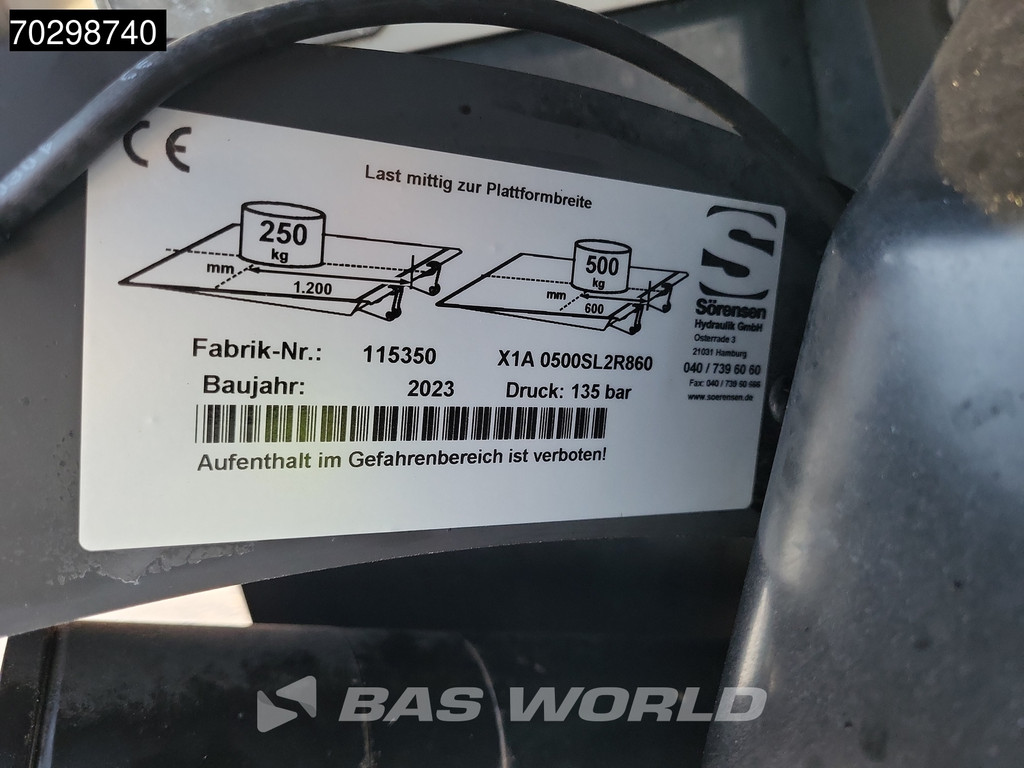 70298740
CE
Last mittig zur Plattformbreite
250
kg
mm
1.200
500
kg
mm
600
S
Sörensen
Hydraulik GmbH
Osterrade 3
21031 Hamburg
040 / 739 60 60
Fax: 040 / 739 60 666
www.soerensen.de
Fabrik-Nr.: 115350 X1A 0500SL2R860
Baujahr: 2023 Druck: 135 bar
Aufenthalt im Gefahrenbereich ist verboten!
BAS WORLD